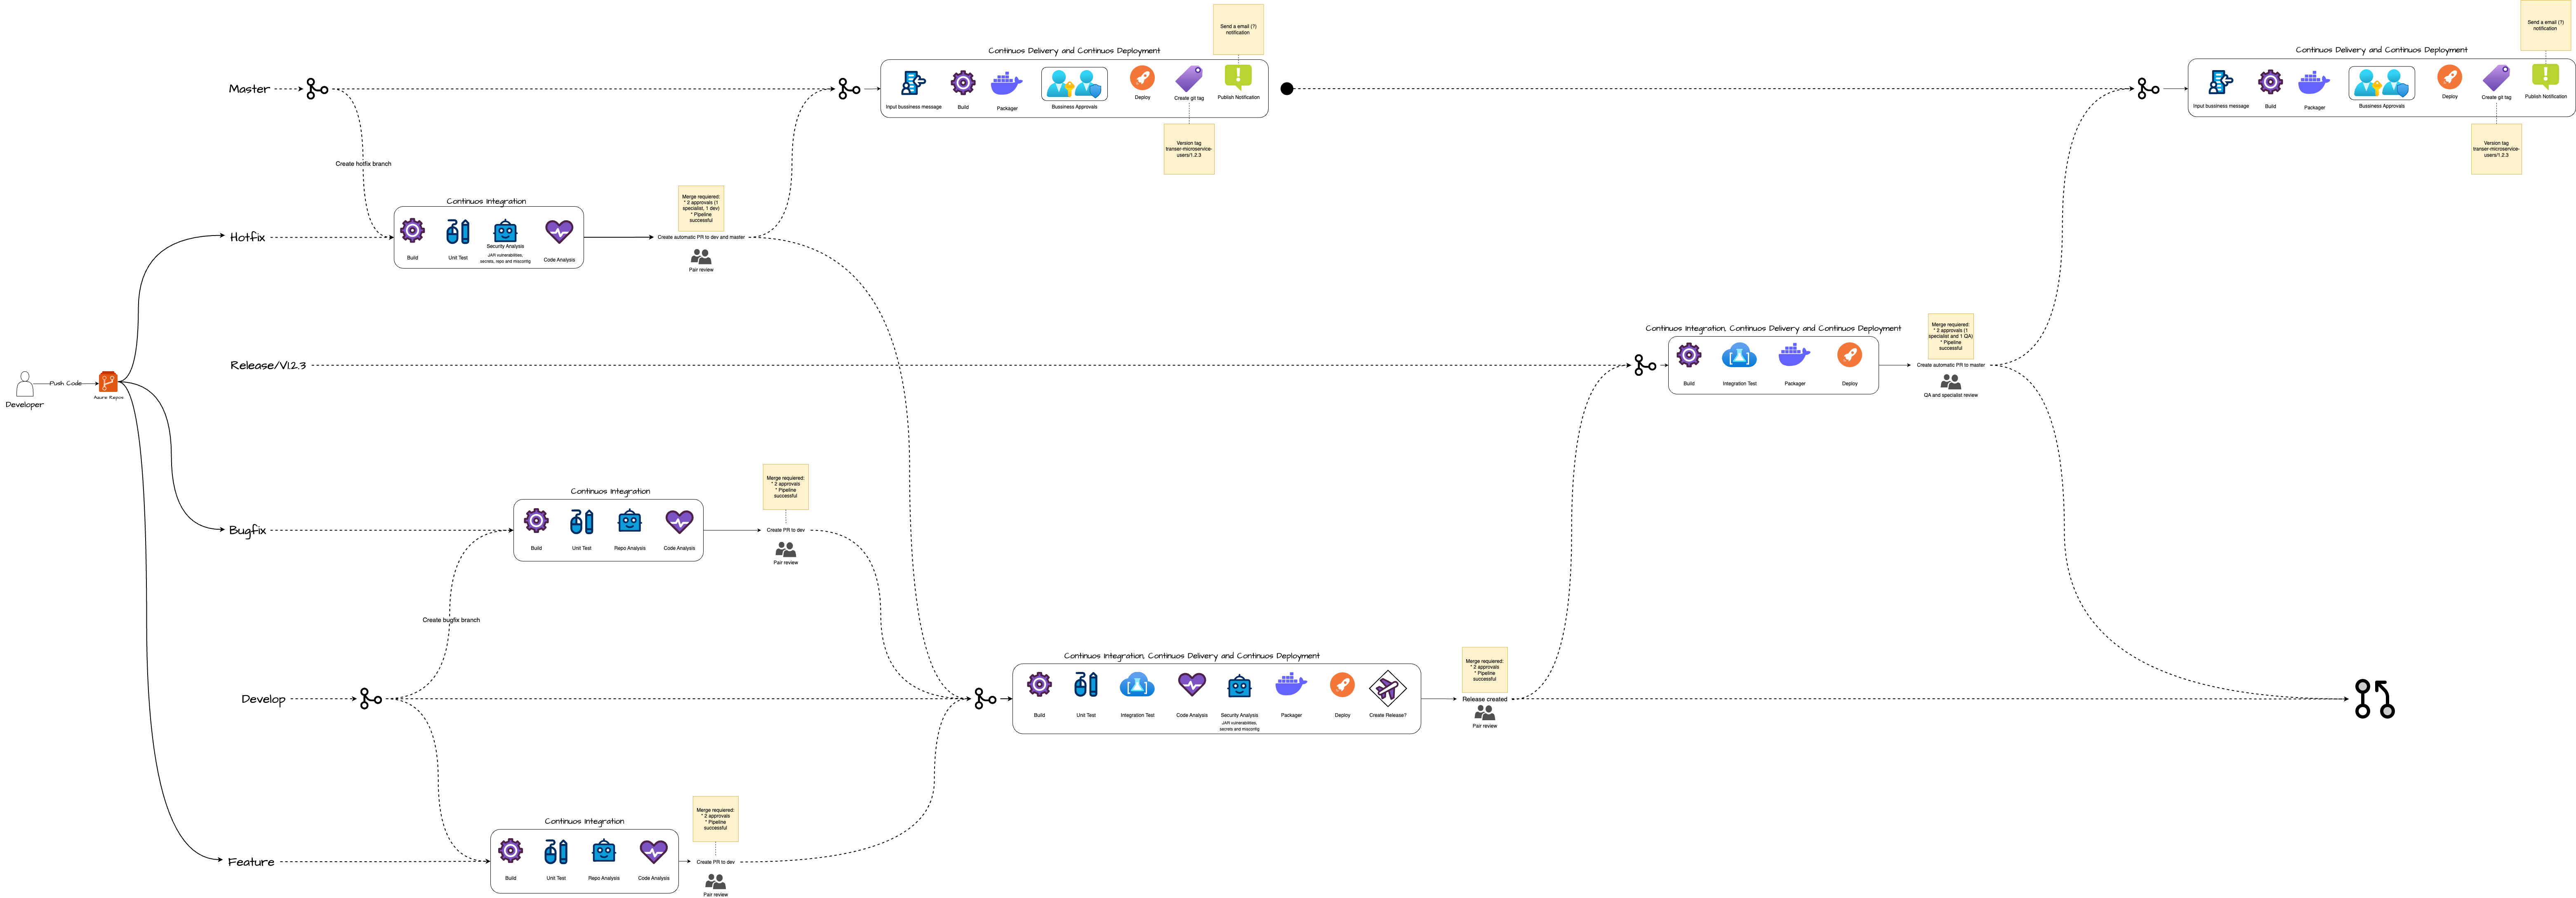 Send a email (?)
notification
Continuos Delivery and Continuos Deployment
Master
Input bussiness message
Build
Packager
Bussiness Approvals
Deploy
Create git tag
Publish Notification
Version tag
transer-microservice-
users/1.2.3
Send a email (?)
notification
Continuos Delivery and Continuos Deployment
Input bussiness message
Build
Packager
Bussiness Approvals
Deploy
Create git tag
Publish Notification
Version tag
transer-microservice-
users/1.2.3
Create hotfix branch
Hotfix
Continuos Integration
Build
Unit Test
Security Analysis
JAR vulnerabilities,
secrets, repo and misconfig
Code Analysis
Merge requiered:
* 2 approvals (1
specialist, 1 dev)
* Pipeline
successful
Create automatic PR to dev and master
Pair review
Release/V1.2.3
Continuos Integration, Continuos Delivery and Continuos Deployment
Build
Integration Test
Packager
Deploy
Merge requiered:
* 2 approvals (1
specialist and 1 QA)
* Pipeline
successful
Create automatic PR to master
QA and specialist review
Developer
Push Code
Azure Repos
Bugfix
Continuos Integration
Build
Unit Test
Repo Analysis
Code Analysis
Merge requiered:
* 2 approvals
* Pipeline
successful
Create PR to dev
Pair review
Create bugfix branch
Develop
Continuos Integration, Continuos Delivery and Continuos Deployment
Build
Unit Test
Integration Test
Code Analysis
Security Analysis
JAR vulnerabilities,
secrets and misconfig
Packager
Deploy
Create Release?
Merge requiered:
* 2 approvals
* Pipeline
successful
Release created
Pair review
Feature
Continuos Integration
Build
Unit Test
Repo Analysis
Code Analysis
Merge requiered:
* 2 approvals
* Pipeline
successful
Create PR to dev
Pair review